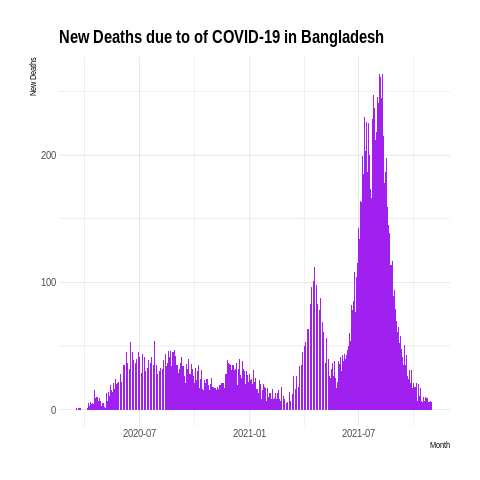 New Deaths due to of COVID-19 in Bangladesh
New Deaths
200
100
0
2020-07 2021-01 2021-07
Month